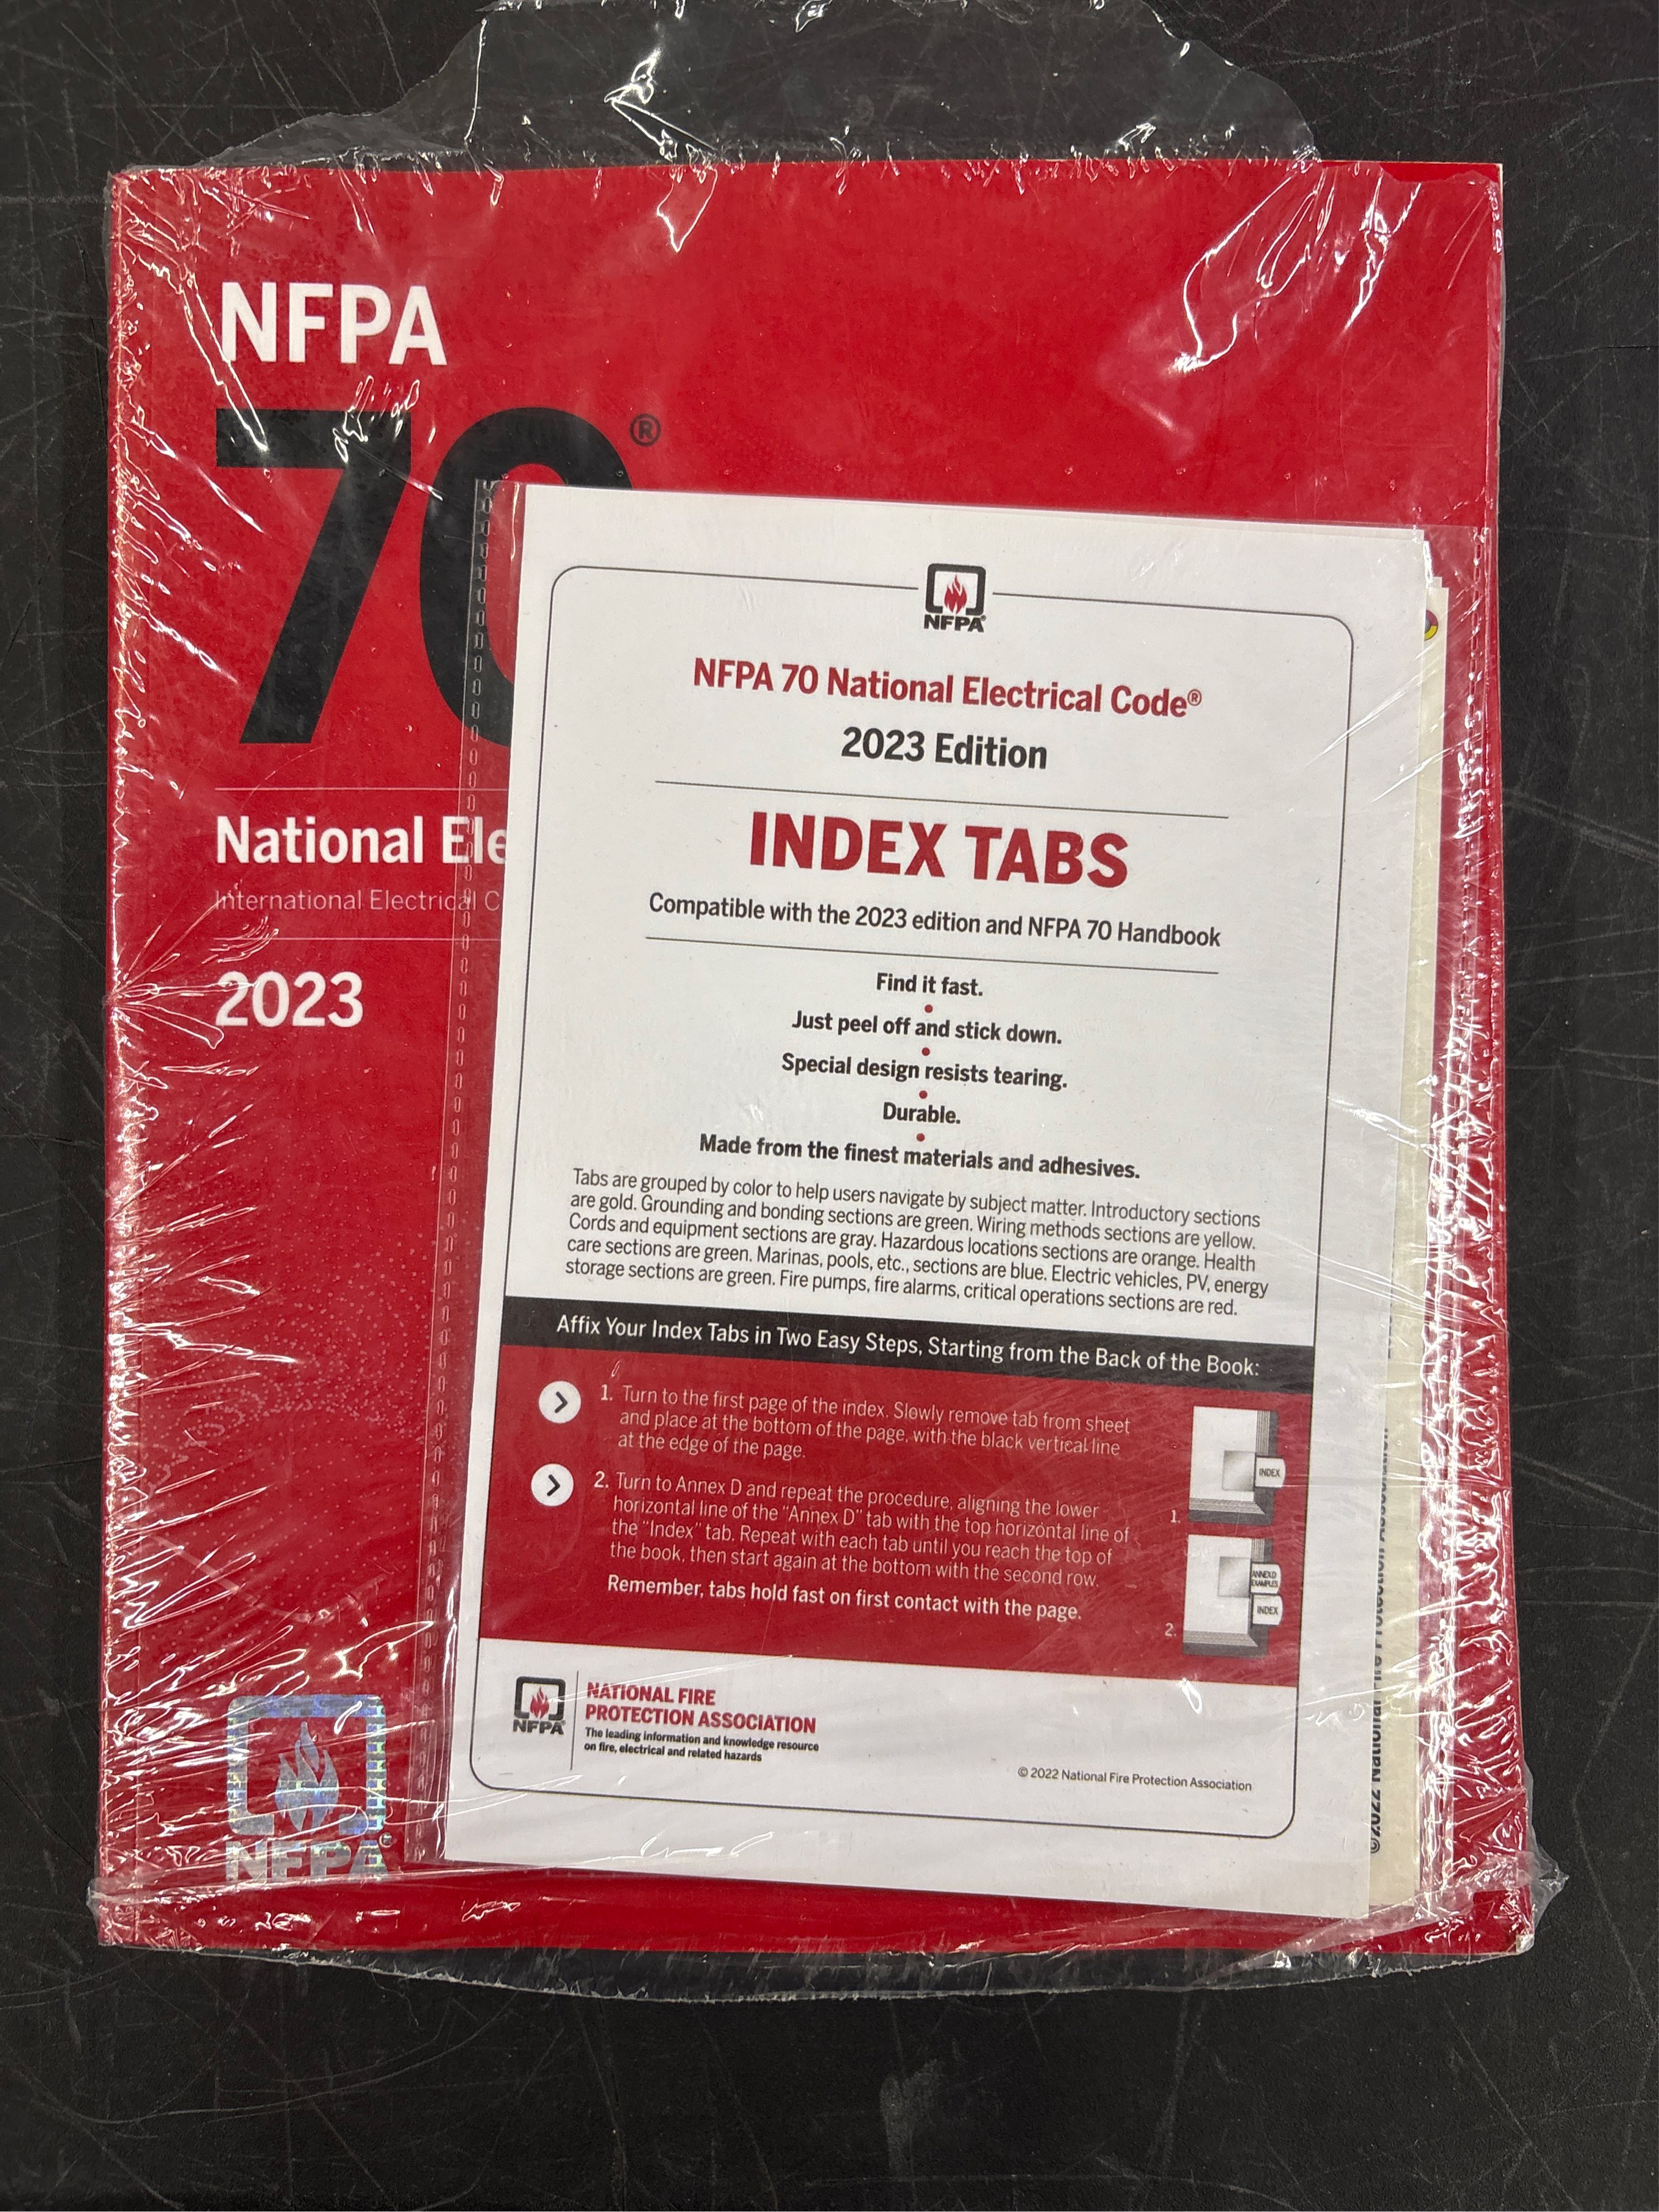 NFPA
70®
National Ele
International Electrical C
2023
NFPA
NFPA 70 National Electrical Code®
2023 Edition
INDEX TABS
Compatible with the 2023 edition and NFPA 70 Handbook
Find it fast.
•
Just peel off and stick down.
•
Special design resists tearing.
•
Durable.
•
Made from the finest materials and adhesives.
Tabs are grouped by color to help users navigate by subject matter. Introductory sections
are gold. Grounding and bonding sections are green. Wiring methods sections are yellow.
Cords and equipment sections are gray. Hazardous locations sections are orange. Health
care sections are green. Marinas, pools, etc., sections are blue. Electric vehicles, PV, energy
storage sections are green. Fire pumps, fire alarms, critical operations sections are red.
Affix Your Index Tabs in Two Easy Steps, Starting from the Back of the Book:
1. Turn to the first page of the index. Slowly remove tab from sheet
and place at the bottom of the page, with the black vertical line
at the edge of the page.
INDEX
1.
2. Turn to Annex D and repeat the procedure, aligning the lower
horizontal line of the "Annex D" tab with the top horizontal line of
the "Index" tab. Repeat with each tab until you reach the top of
the book, then start again at the bottom with the second row.
Remember, tabs hold fast on first contact with the page.
ANNEX D
EXAMPLES
INDEX
2.
NFPA®
NATIONAL FIRE
PROTECTION ASSOCIATION
The leading information and knowledge resource
on fire, electrical and related hazards
© 2022 National Fire Protection Association
©2022 National Fire Protection Association
NFPA®